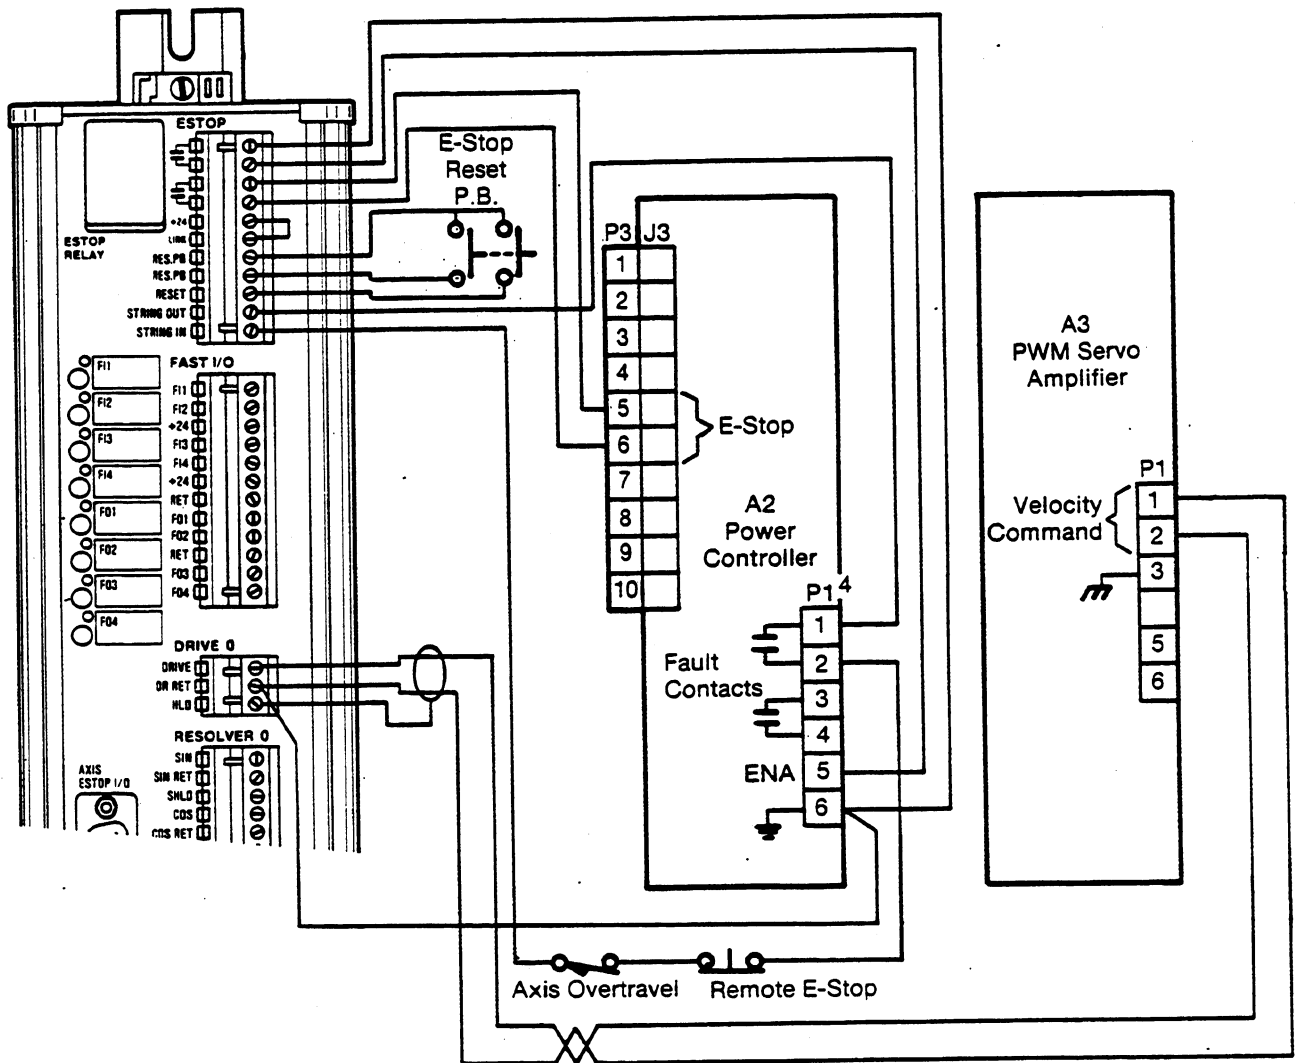 ESTOP
+24
LINK
RES.PB
RES.PB
RESET
STRING OUT
STRING IN
ESTOP
RELAY
E-Stop
Reset
P.B.
FAST I/O
FI1
FI2
FI3
FI4
FO1
FO2
FO3
FO4
FI1
FI2
+24
FI3
FI4
+24
RET
FO1
FO2
RET
FO3
FO4
DRIVE 0
DRIVE
DR RET
HLD
RESOLVER 0
SIN
SIN RET
SHLD
COS
COS RET
AXIS
ESTOP I/O
P3 J3
1
2
3
4
5
6
7
8
9
10
E-Stop
A2
Power
Controller
P1 4
1
2
3
4
5
6
Fault
Contacts
ENA
A3
PWM Servo
Amplifier
P1
1
2
3
5
6
Velocity
Command
Axis Overtravel
Remote E-Stop